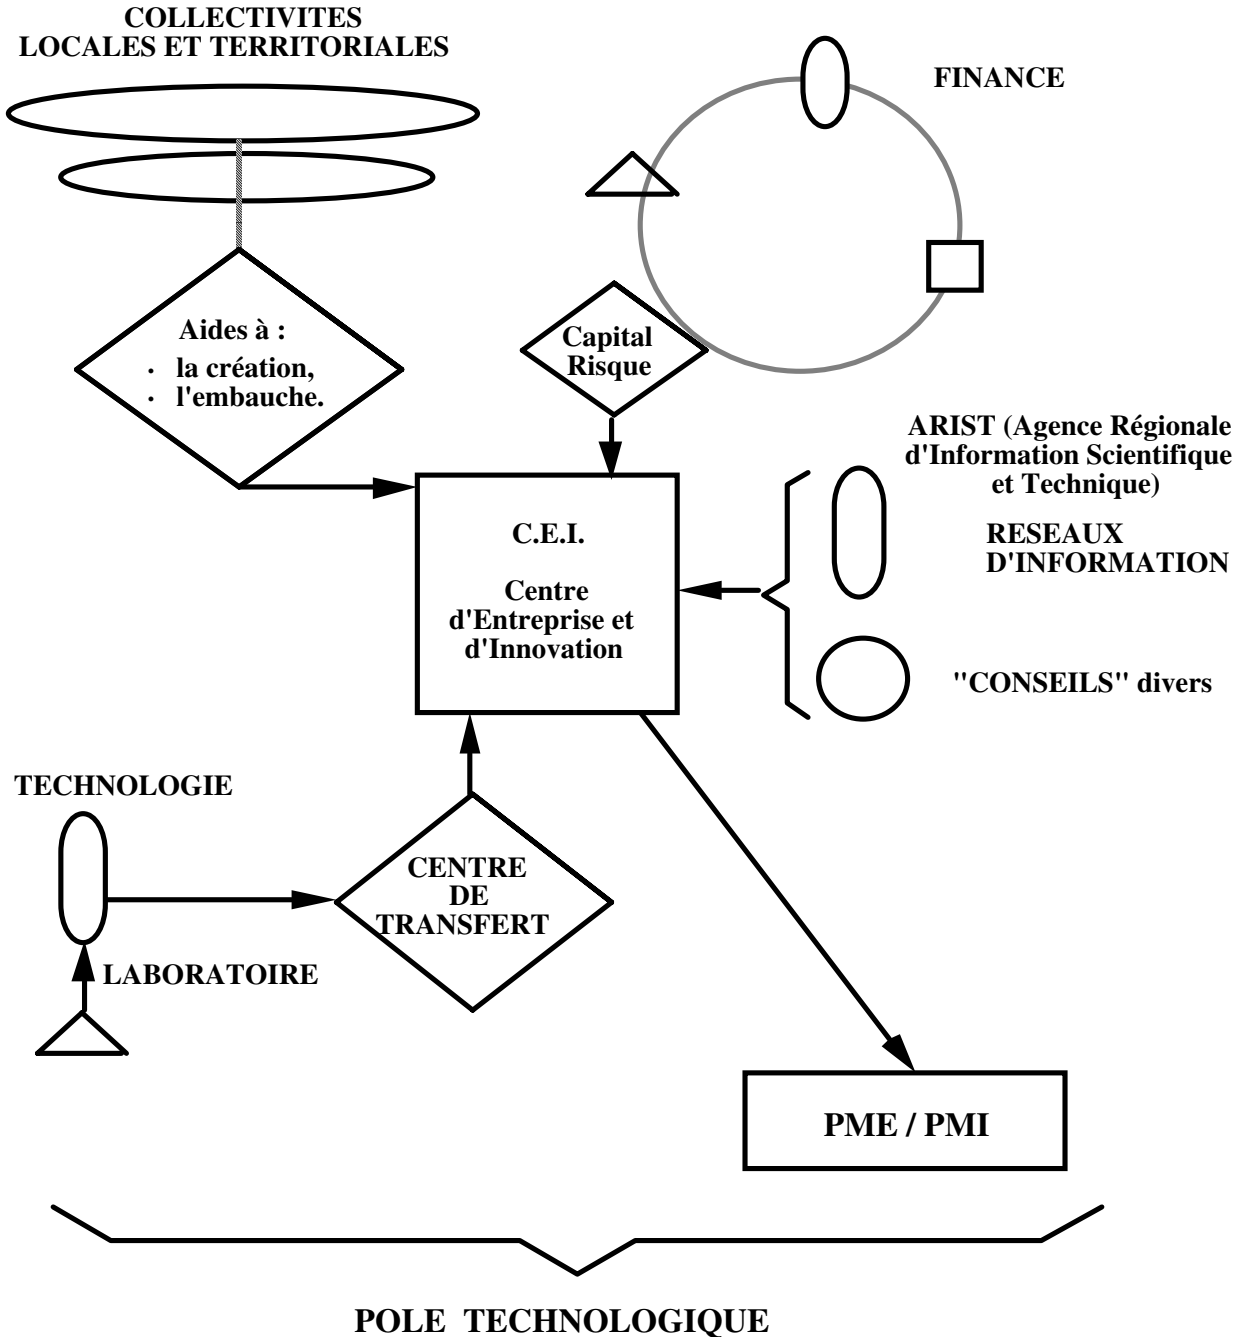 COLLECTIVITES
LOCALES ET TERRITORIALES
FINANCE
Aides à :
· la création,
· l'embauche.
Capital
Risque
ARIST (Agence Régionale
d'Information Scientifique
et Technique)
RESEAUX
D'INFORMATION
C.E.I.
Centre
d'Entreprise et
d'Innovation
"CONSEILS" divers
TECHNOLOGIE
CENTRE
DE
TRANSFERT
LABORATOIRE
PME / PMI
POLE TECHNOLOGIQUE